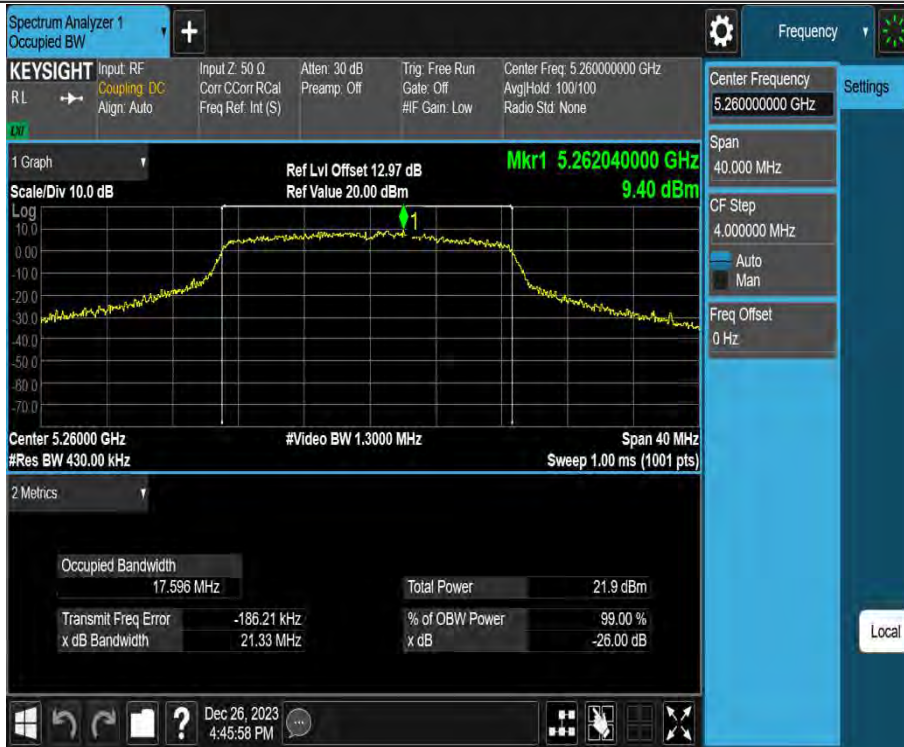 Spectrum Analyzer 1
Occupied BW
+
Frequency
KEYSIGHT
RL
LXI
Input: RF
Coupling: DC
Align: Auto
Input Z: 50 Ω
Corr CCorr RCal
Freq Ref: Int (S)
Atten: 30 dB
Preamp: Off
Trig: Free Run
Gate: Off
#IF Gain: Low
Center Freq: 5.260000000 GHz
Avg|Hold: 100/100
Radio Std: None
Center Frequency
5.260000000 GHz
Settings
Span
40.000 MHz
CF Step
4.000000 MHz
Auto
Man
Freq Offset
0 Hz
Local
1 Graph
Scale/Div 10.0 dB
Ref Lvl Offset 12.97 dB
Ref Value 20.00 dBm
Mkr1 5.262040000 GHz
9.40 dBm
Log
10.0
0.00
-10.0
-20.0
-30.0
-40.0
-50.0
-60.0
-70.0
1
Center 5.26000 GHz
#Res BW 430.00 kHz
#Video BW 1.3000 MHz
Span 40 MHz
Sweep 1.00 ms (1001 pts)
2 Metrics
Occupied Bandwidth
17.596 MHz
Total Power 21.9 dBm
Transmit Freq Error -186.21 kHz
% of OBW Power 99.00 %
x dB Bandwidth 21.33 MHz
x dB -26.00 dB
?
Dec 26, 2023
4:45:58 PM